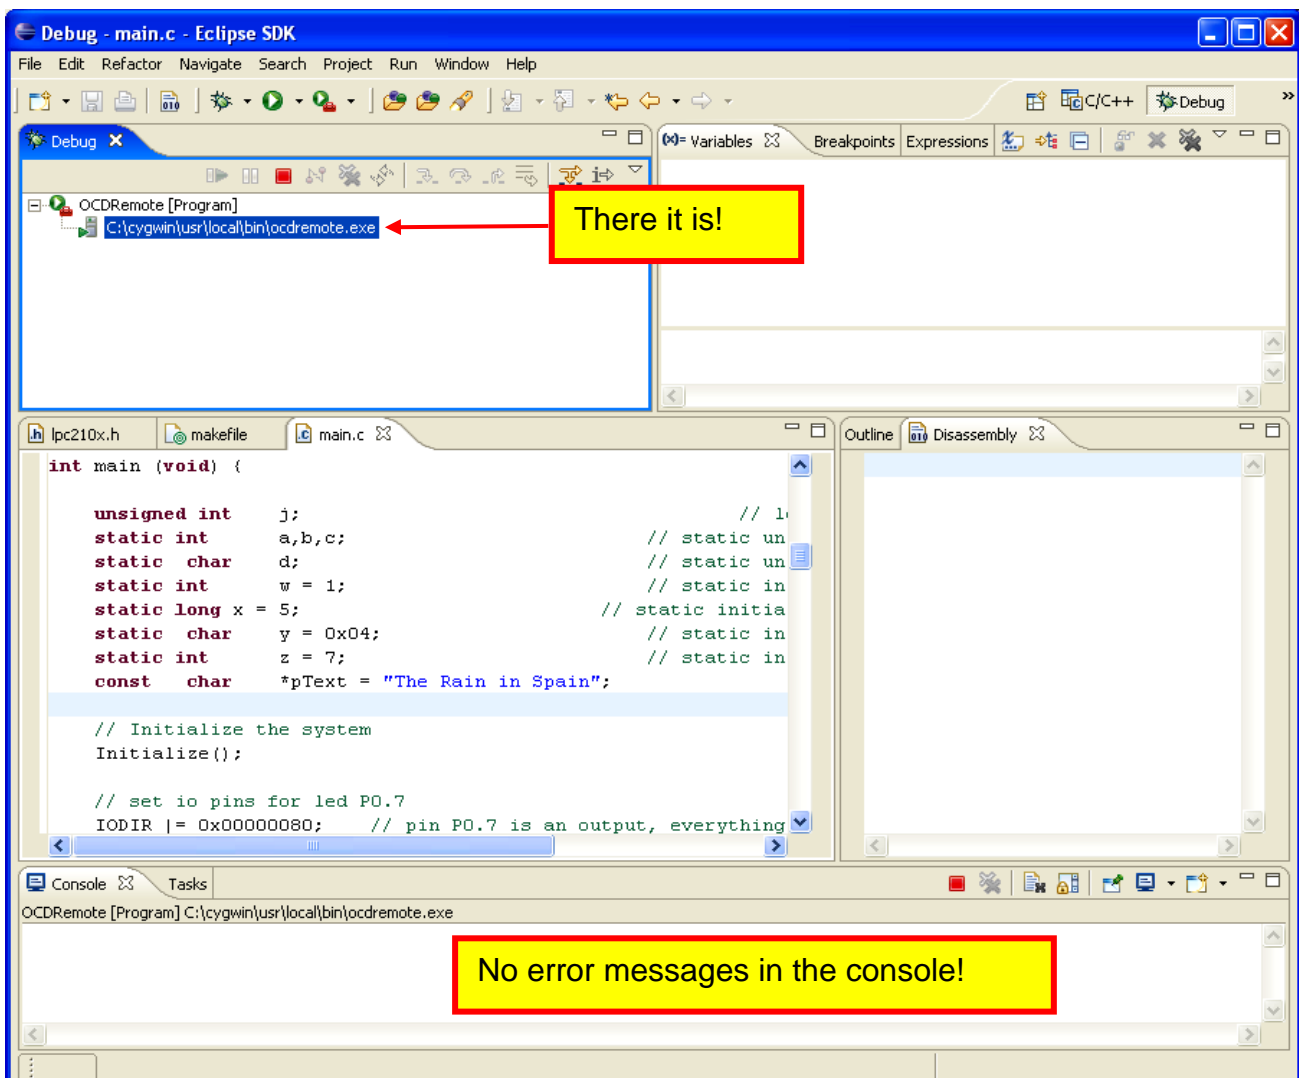 Debug - main.c - Eclipse SDK
File Edit Refactor Navigate Search Project Run Window Help
C/C++ Debug »
Debug
(x)= Variables Breakpoints Expressions
OCDRemote [Program]
C:\cygwin\usr\local\bin\ocdremote.exe
There it is!
lpc210x.h makefile main.c
Outline Disassembly
int main (void) {
unsigned int j; // l
static int a,b,c; // static un
static char d; // static un
static int w = 1; // static in
static long x = 5; // static initia
static char y = 0x04; // static in
static int z = 7; // static in
const char *pText = "The Rain in Spain";
// Initialize the system
Initialize();
// set io pins for led P0.7
IODIR |= 0x00000080; // pin P0.7 is an output, everything
Console Tasks
OCDRemote [Program] C:\cygwin\usr\local\bin\ocdremote.exe
No error messages in the console!